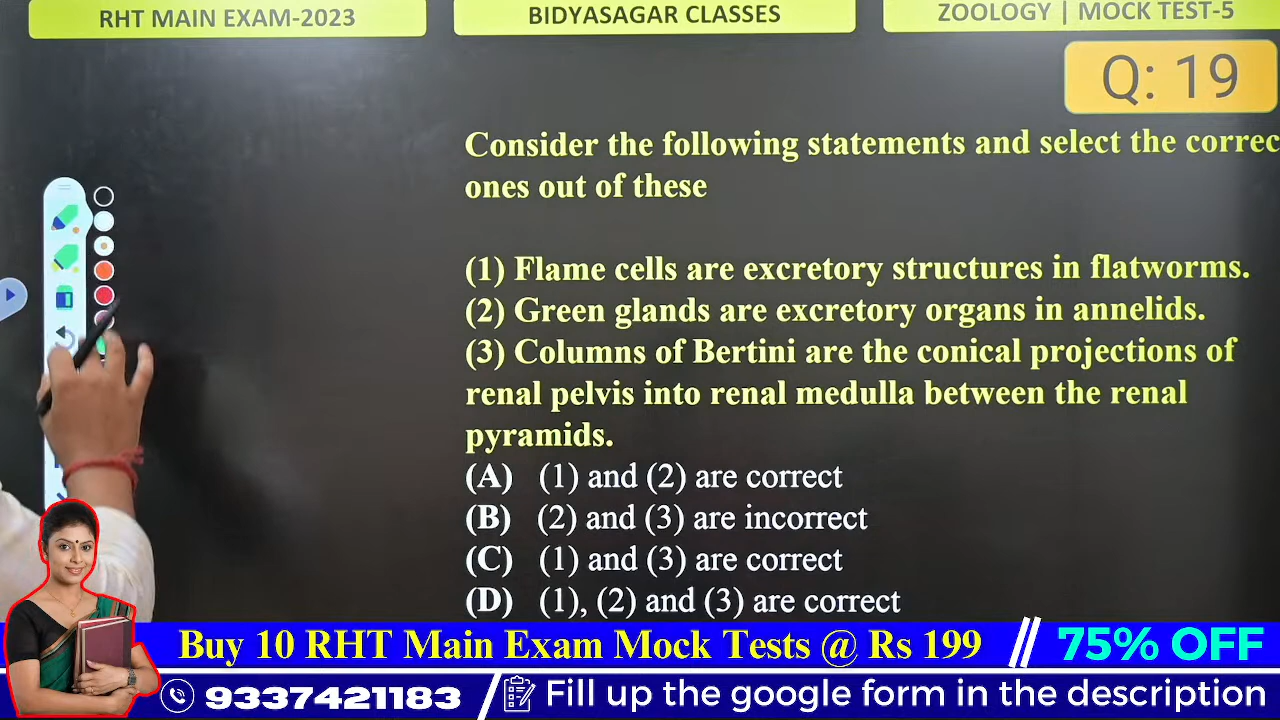 RHT MAIN EXAM-2023
BIDYASAGAR CLASSES
ZOOLOGY | MOCK TEST-5
Q: 19
Consider the following statements and select the correc
ones out of these
(1) Flame cells are excretory structures in flatworms.
(2) Green glands are excretory organs in annelids.
(3) Columns of Bertini are the conical projections of
renal pelvis into renal medulla between the renal
pyramids.
(A) (1) and (2) are correct
(B) (2) and (3) are incorrect
(C) (1) and (3) are correct
(D) (1), (2) and (3) are correct
Buy 10 RHT Main Exam Mock Tests @ Rs 199 // 75% OFF
9337421183 / Fill up the google form in the description